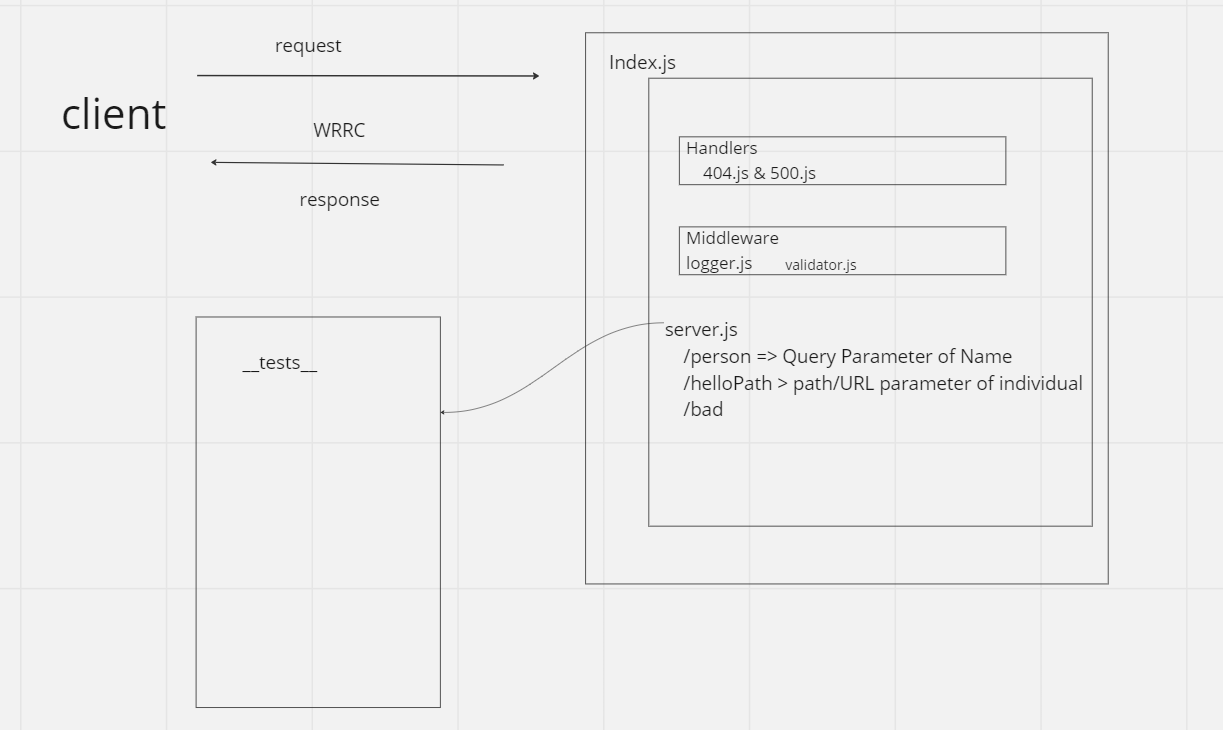 request
client
WRRC
response
Index.js
Handlers
404.js & 500.js
Middleware
logger.js validator.js
server.js
/person => Query Parameter of Name
/helloPath > path/URL parameter of individual
/bad
__tests__